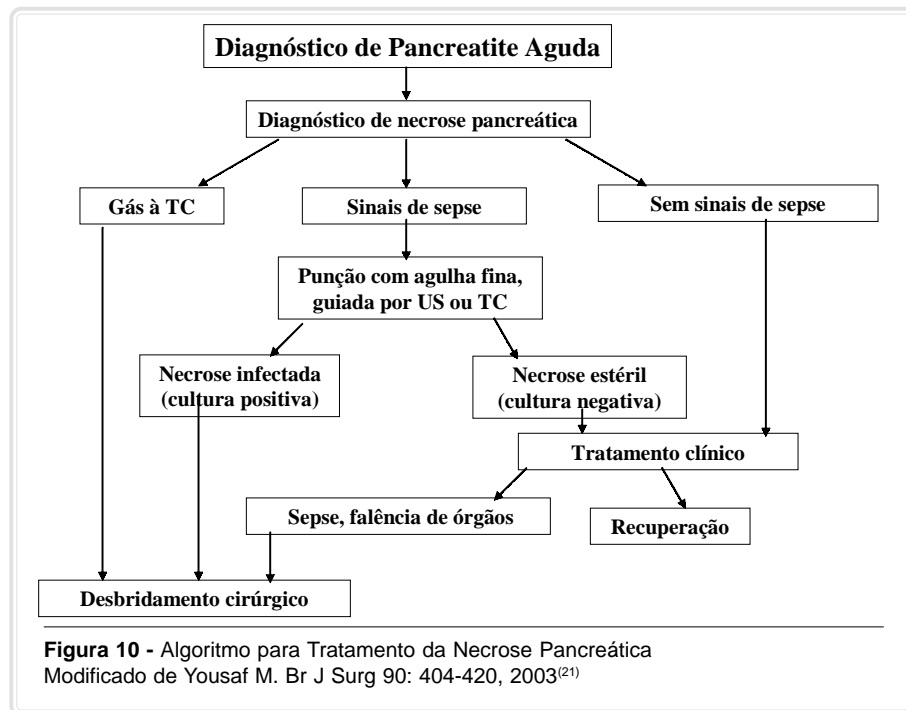 Diagnóstico de Pancreatite Aguda
Diagnóstico de necrose pancreática
Gás à TC
Sinais de sepse
Sem sinais de sepse
Punção com agulha fina,
guiada por US ou TC
Necrose infectada
(cultura positiva)
Necrose estéril
(cultura negativa)
Tratamento clínico
Sepse, falência de órgãos
Recuperação
Desbridamento cirúrgico
Figura 10 - Algoritmo para Tratamento da Necrose Pancreática
Modificado de Yousaf M. Br J Surg 90: 404-420, 2003(21)